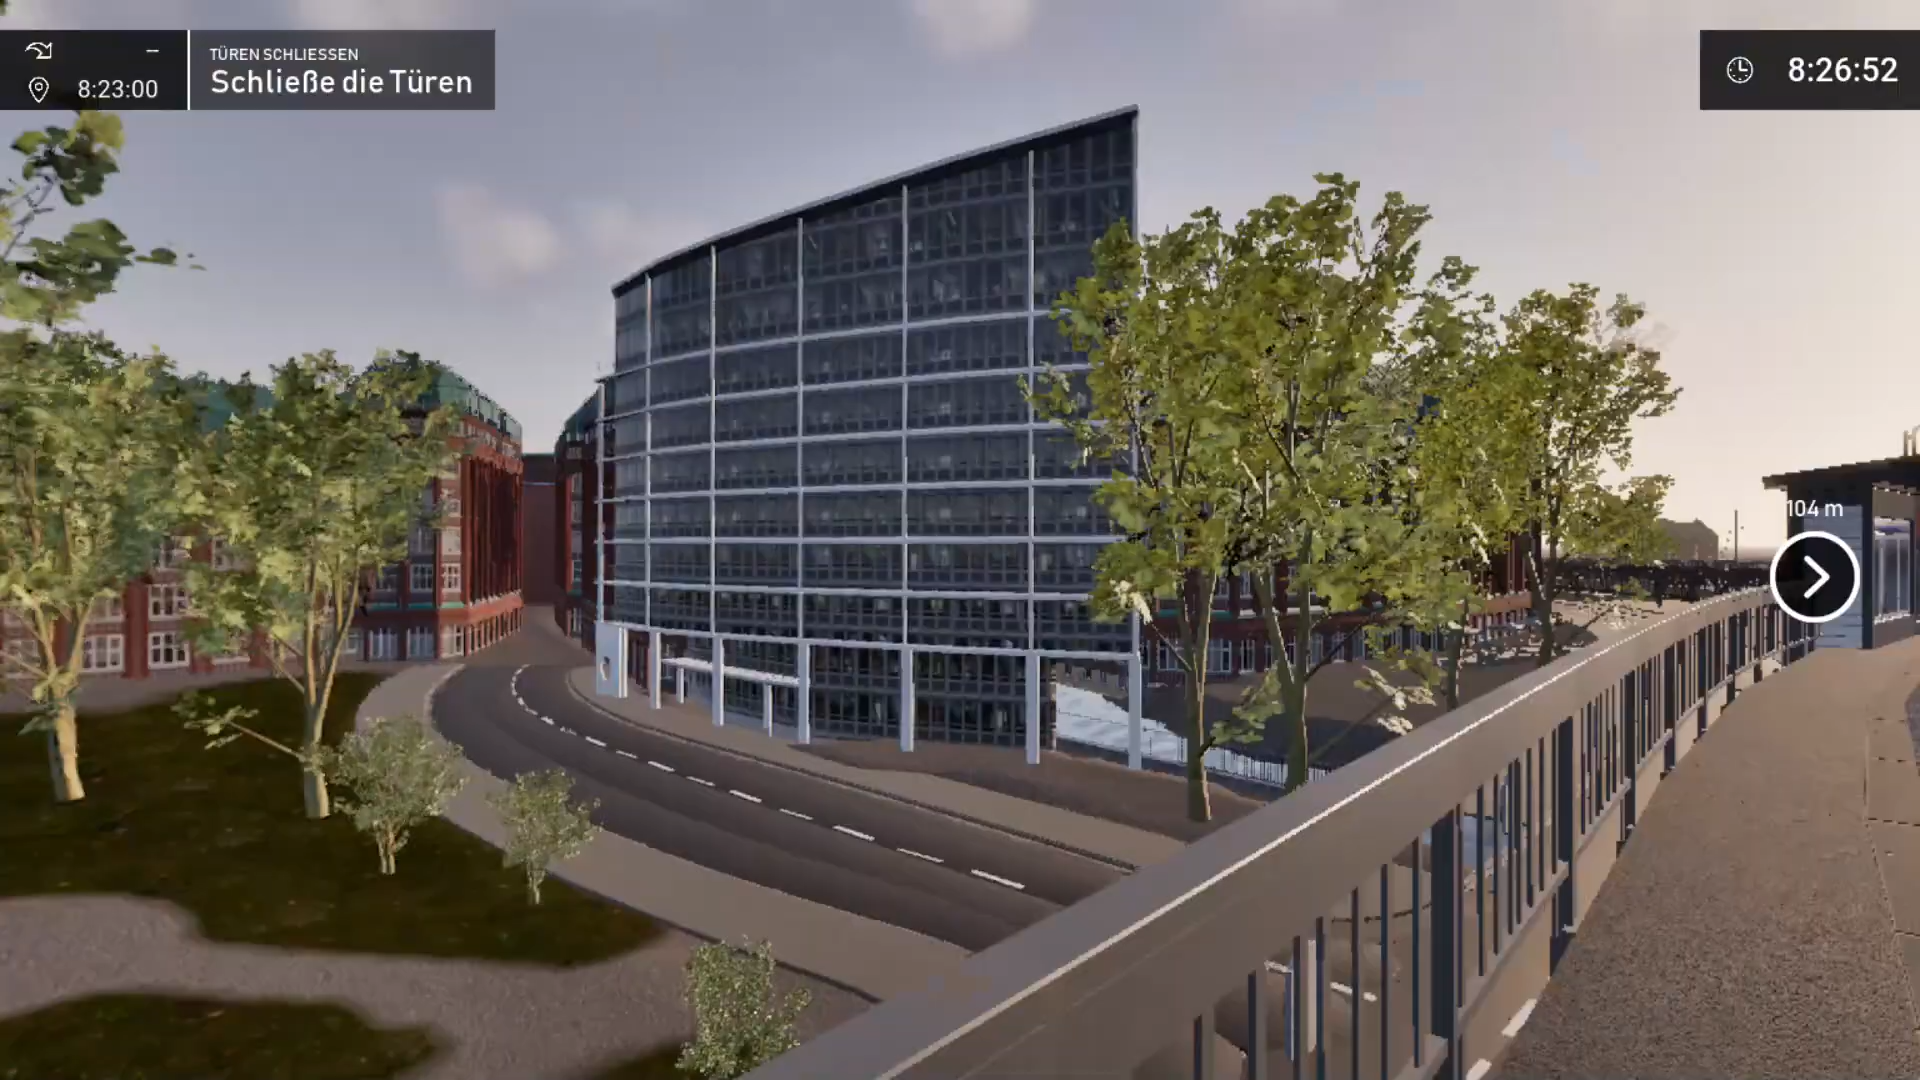 –
8:23:00
TÜREN SCHLIESSEN
Schließe die Türen
8:26:52
104 m